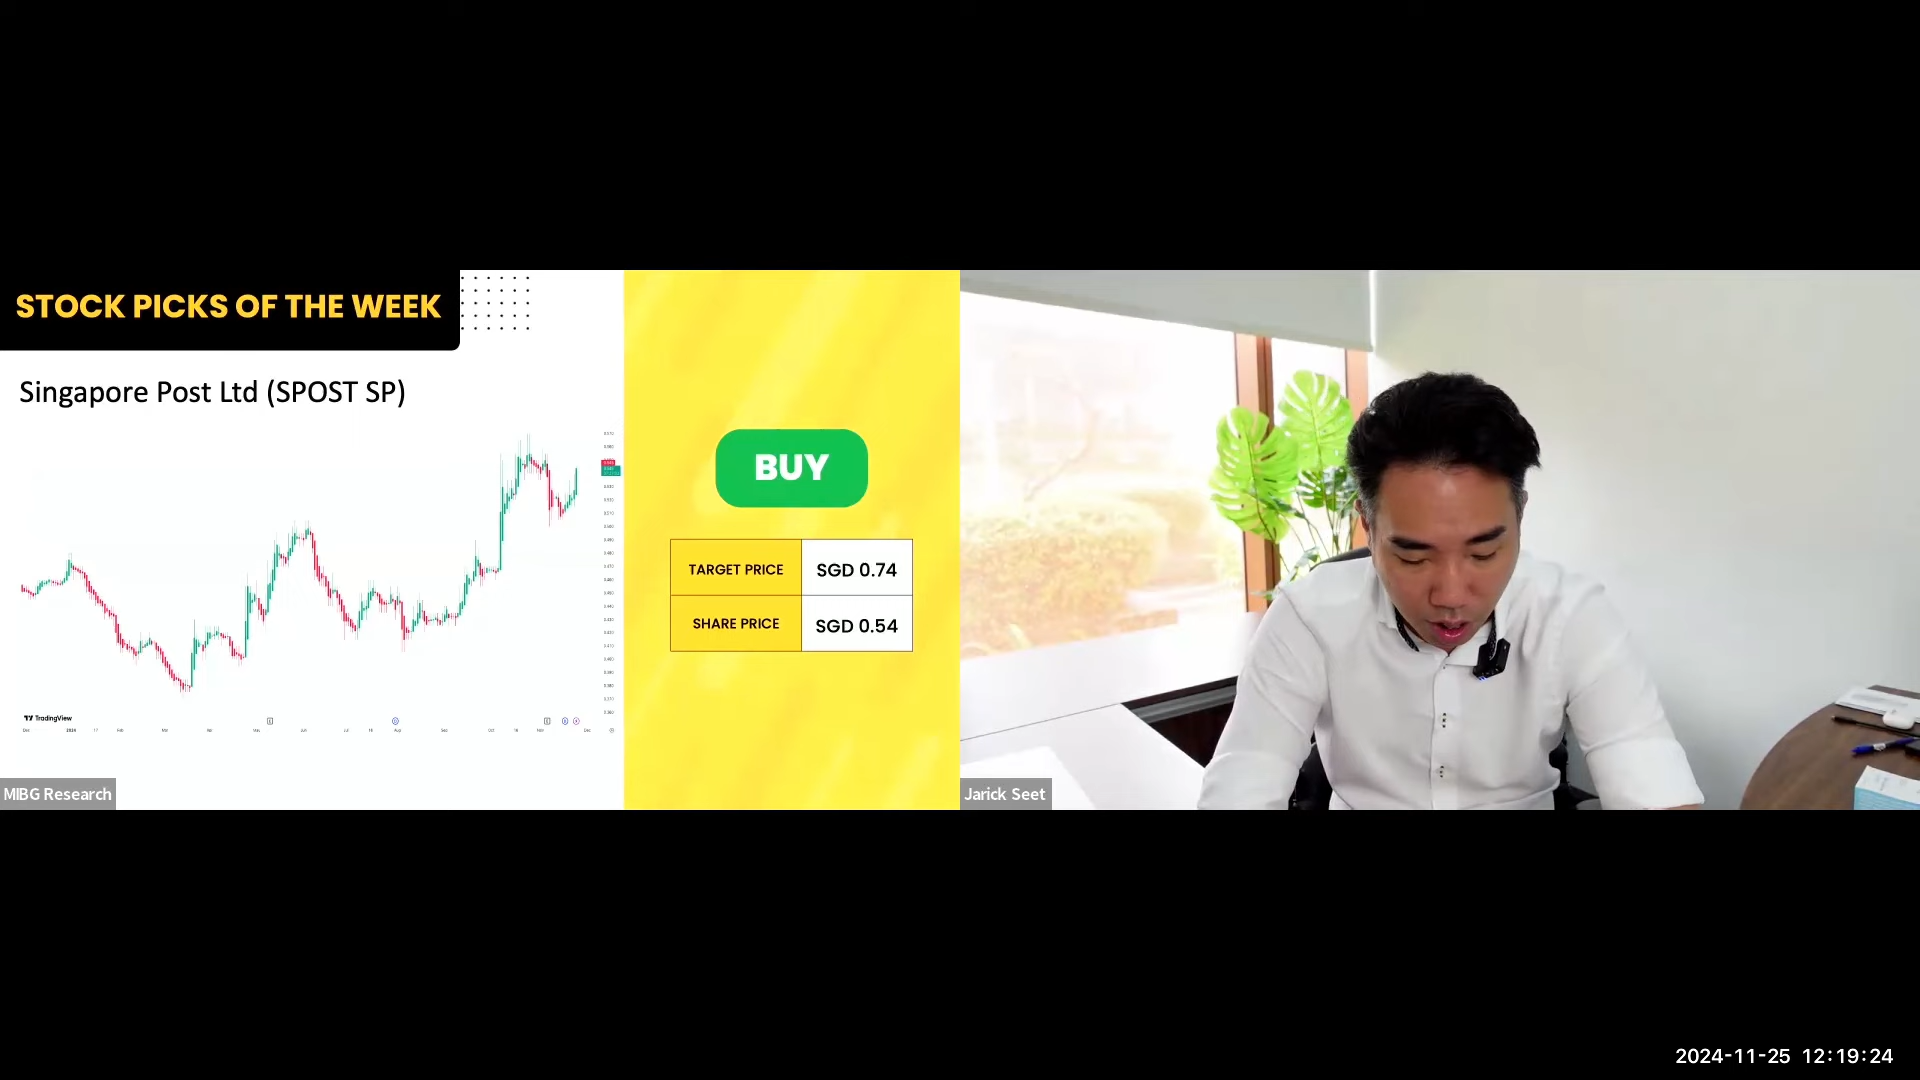 STOCK PICKS OF THE WEEK
Singapore Post Ltd (SPOST SP)
BUY
TARGET PRICE SGD 0.74
SHARE PRICE SGD 0.54
TradingView
MIBG Research
Jarick Seet
2024-11-25 12:19:24